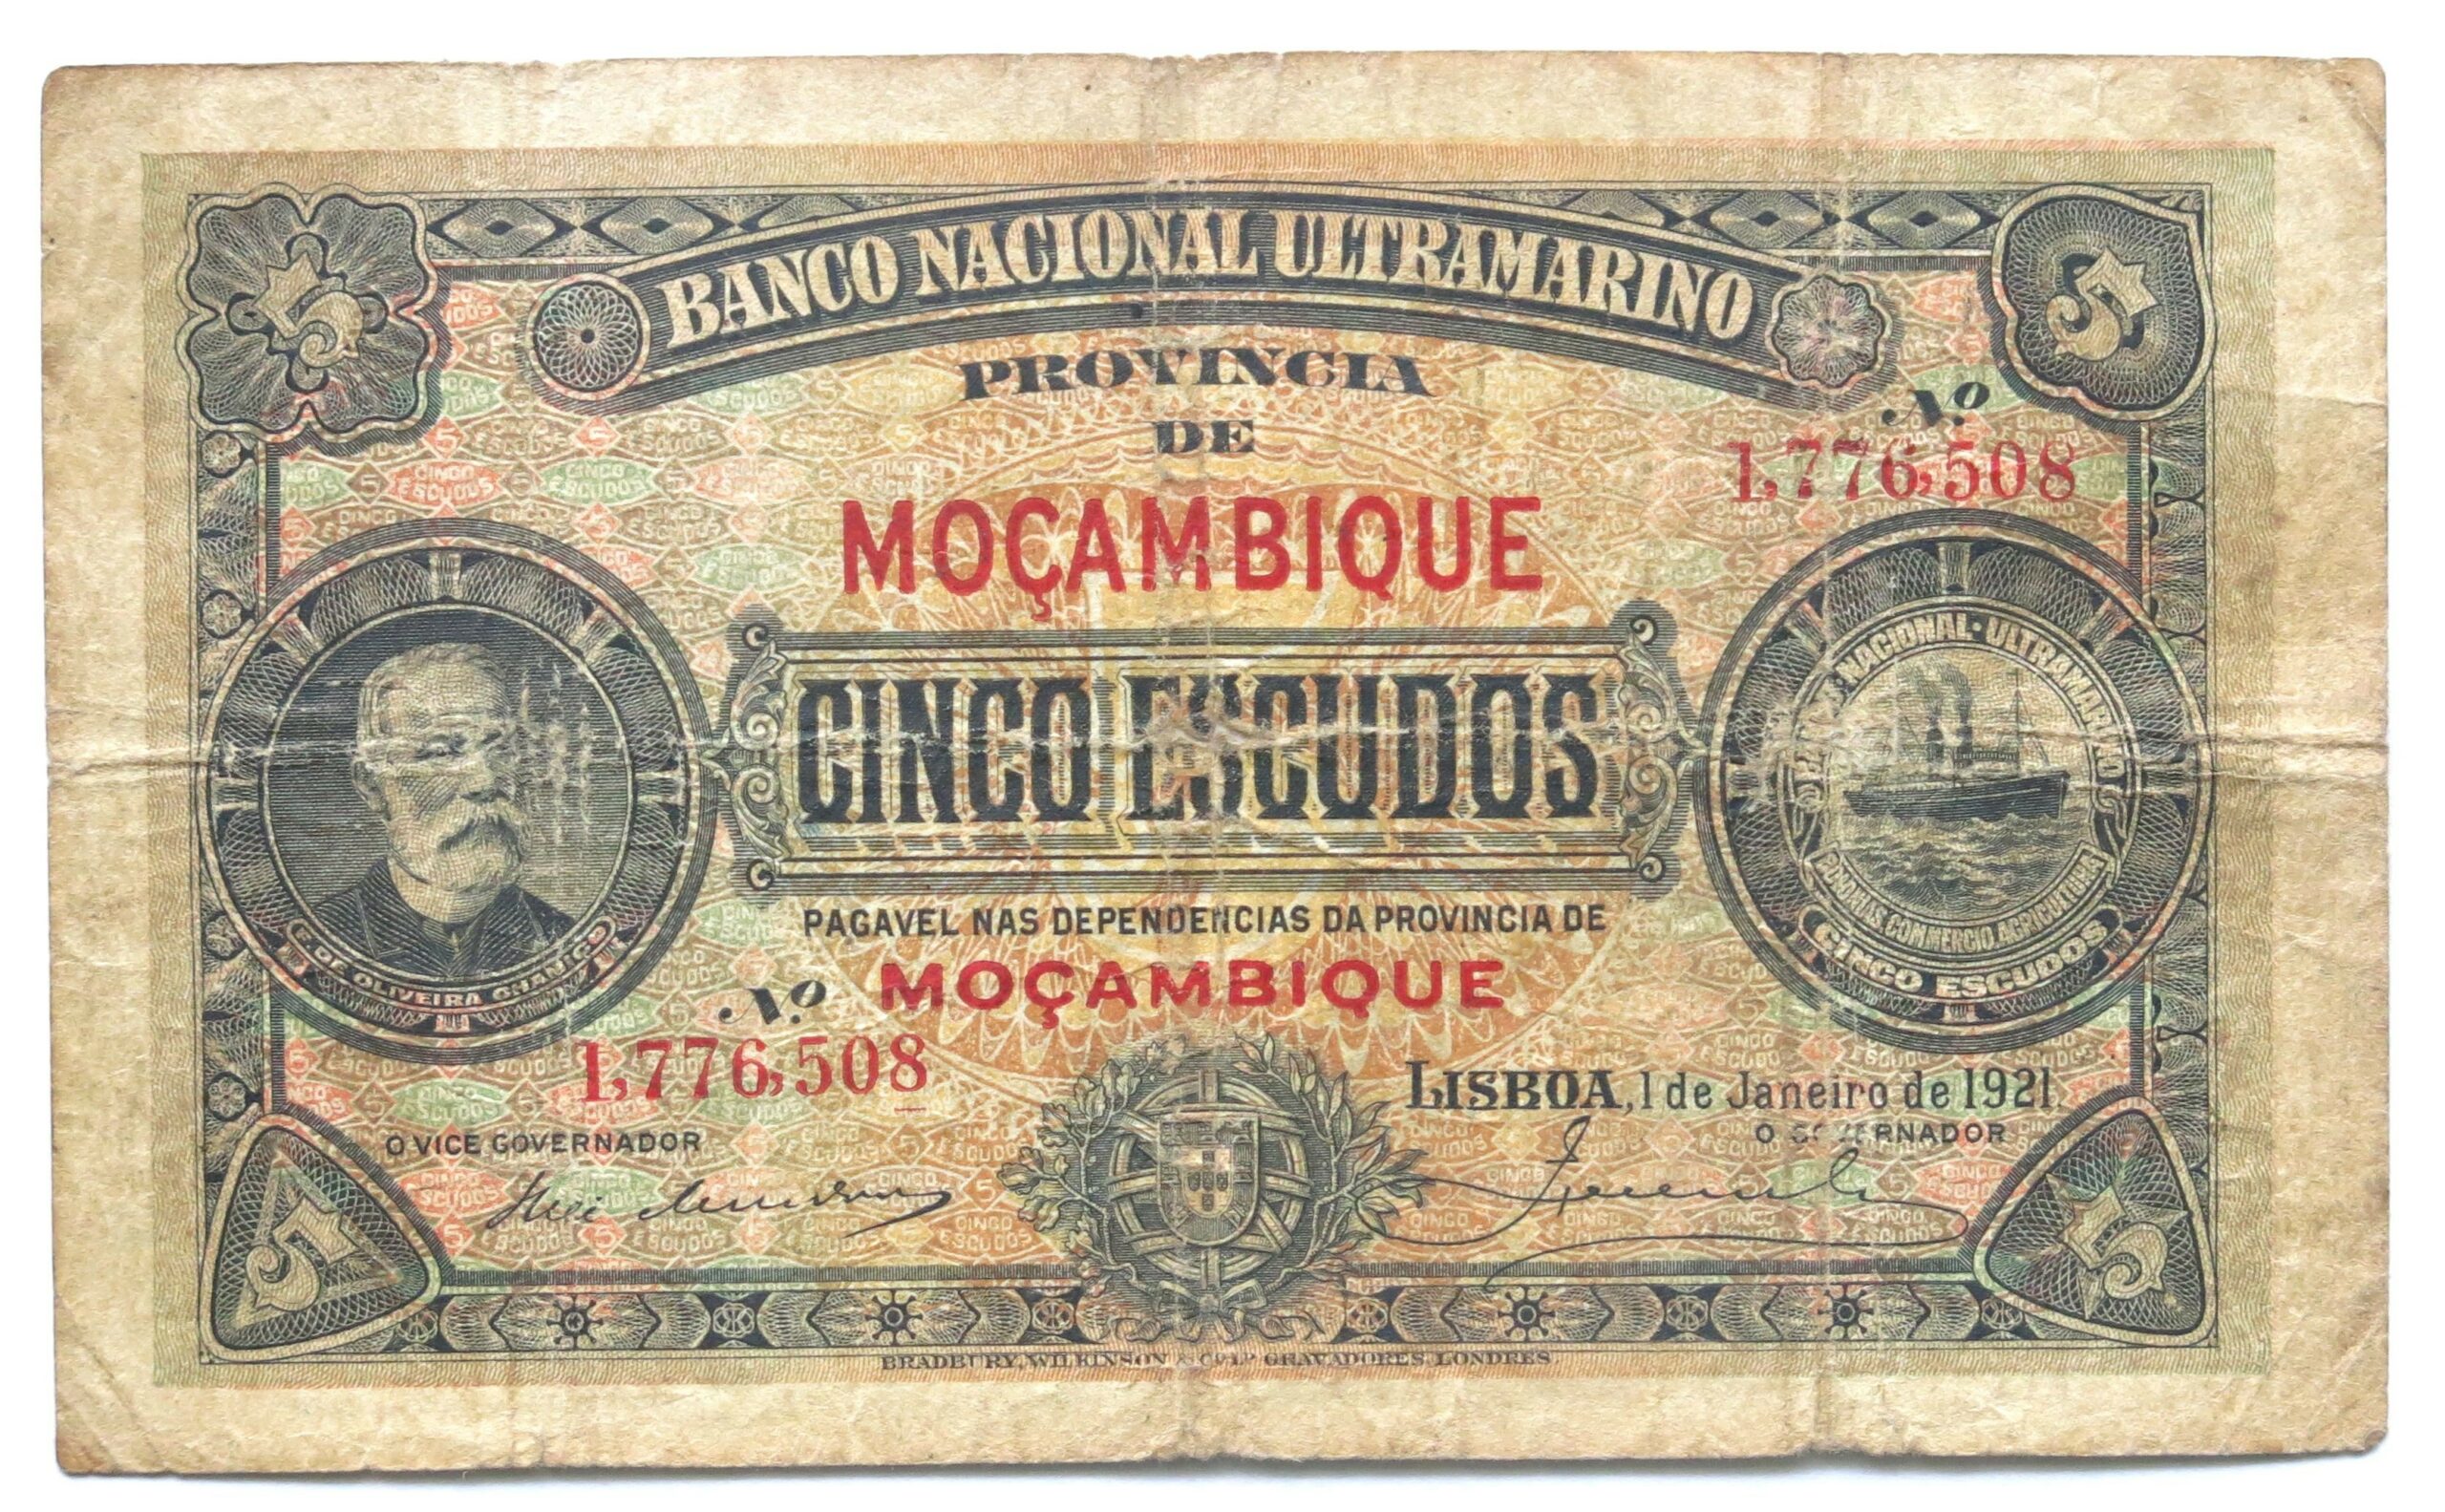 5
5
BANCO NACIONAL ULTRAMARINO
PROVINCIA
DE
MOÇAMBIQUE
Nº
1,776,508
CINCO ESCUDOS
NACIONAL · ULTRAMARINO
COLONIAS, COMMERCIO, AGRICULTURA
CINCO ESCUDOS
F. DE OLIVEIRA CHAMIÇO
PAGAVEL NAS DEPENDENCIAS DA PROVINCIA DE
MOÇAMBIQUE
Nº
1,776,508
LISBOA, 1 de Janeiro de 1921.
O VICE GOVERNADOR
O GOVERNADOR
5
5
BRADBURY, WILKINSON & Cº Lᴰ GRAVADORES, LONDRES.